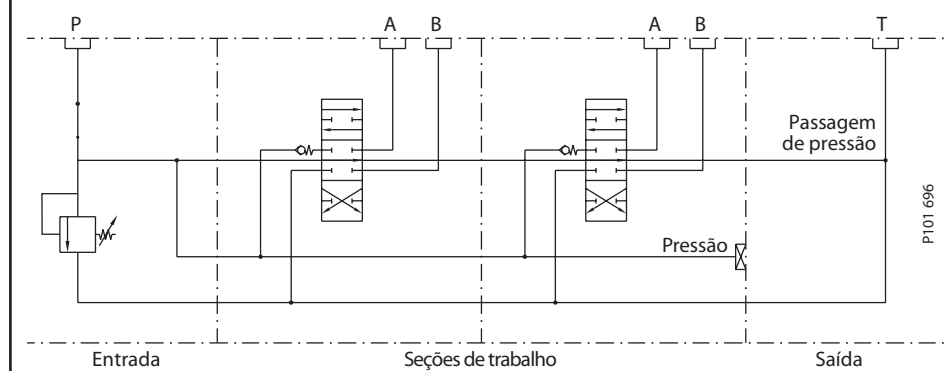 P
A B
A B
T
Passagem
de pressão
Pressão
P101 696
Entrada
Seções de trabalho
Saída